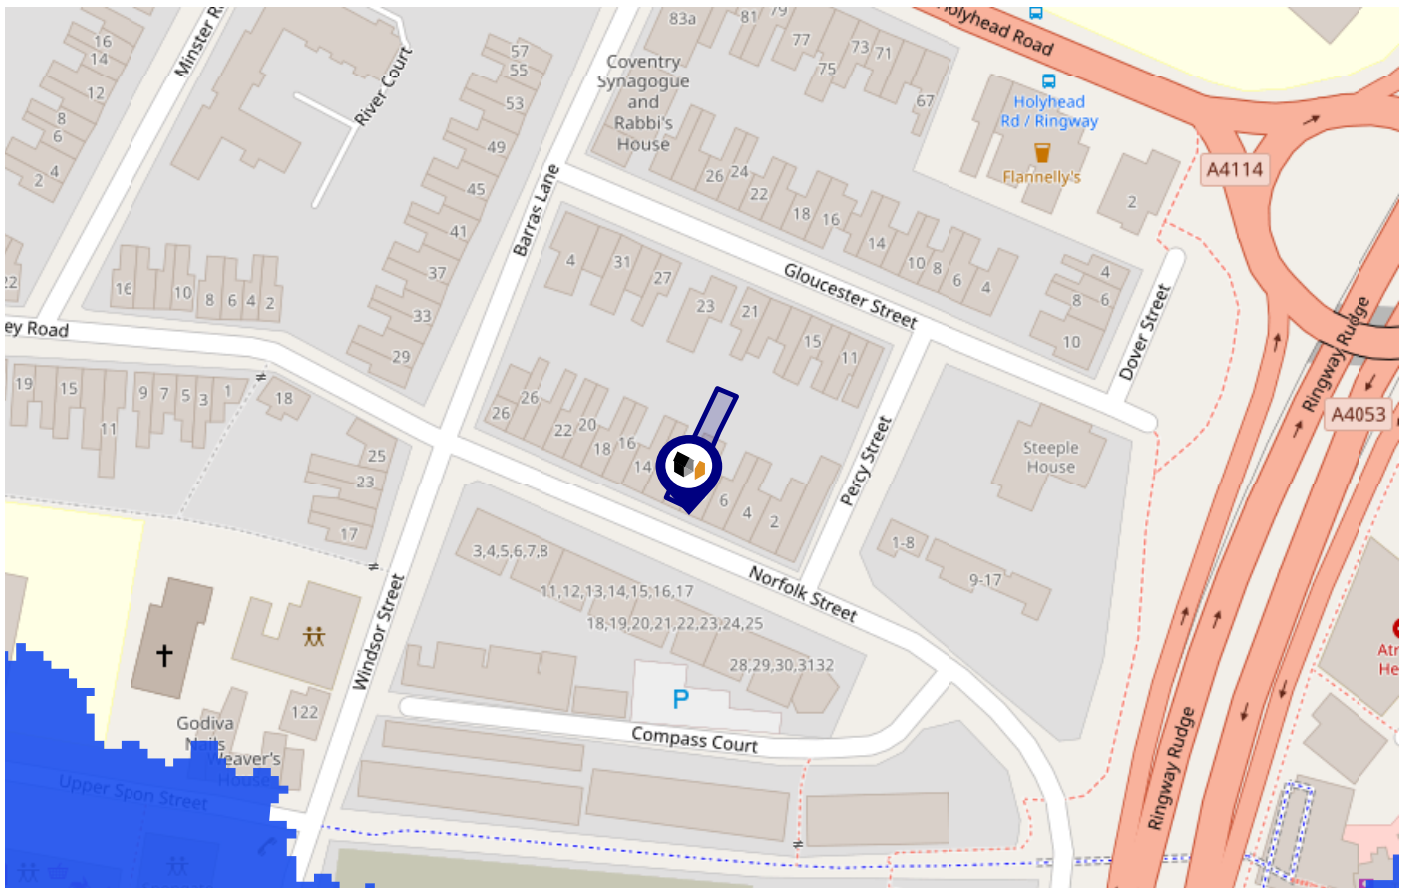 83a
81
79
77
75
73
71
67
Holyhead Road
Coventry
Synagogue
and
Rabbi's
House
Holyhead
Rd / Ringway
Flannelly's
A4114
2
16
14
12
8
6
4
2
River Court
57
55
53
49
45
41
37
33
29
Barras Lane
26
24
22
18
16
14
10
8
6
4
4
6
8
10
Gloucester Street
Dover Street
Ringway Rudge
A4053
22
16
10
8
6
4
2
4
31
27
23
21
15
11
ey Road
19
15
11
9
7
5
3
1
18
25
23
17
26
26
22
20
18
16
14
6
4
2
Percy Street
Steeple
House
1-8
9-17
Norfolk Street
3,4,5,6,7,8
11,12,13,14,15,16,17
18,19,20,21,22,23,24,25
28,29,30,3132
Windsor Street
P
Compass Court
122
Godiva
Nails
Weaver's
House
Upper Spon Street
Ringway Rudge
Atr
He